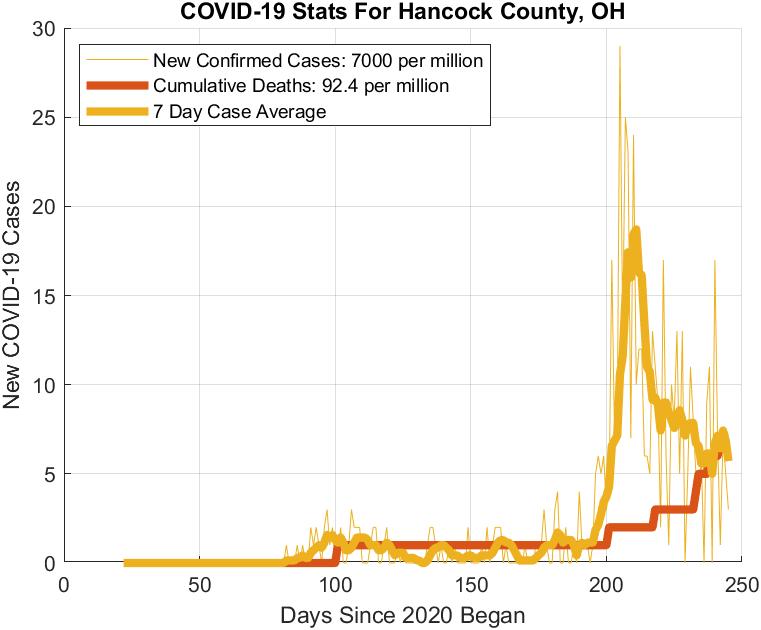 COVID-19 Stats For Hancock County, OH
New Confirmed Cases: 7000 per million
Cumulative Deaths: 92.4 per million
7 Day Case Average
New COVID-19 Cases
30
25
20
15
10
5
0
0 50 100 150 200 250
Days Since 2020 Began